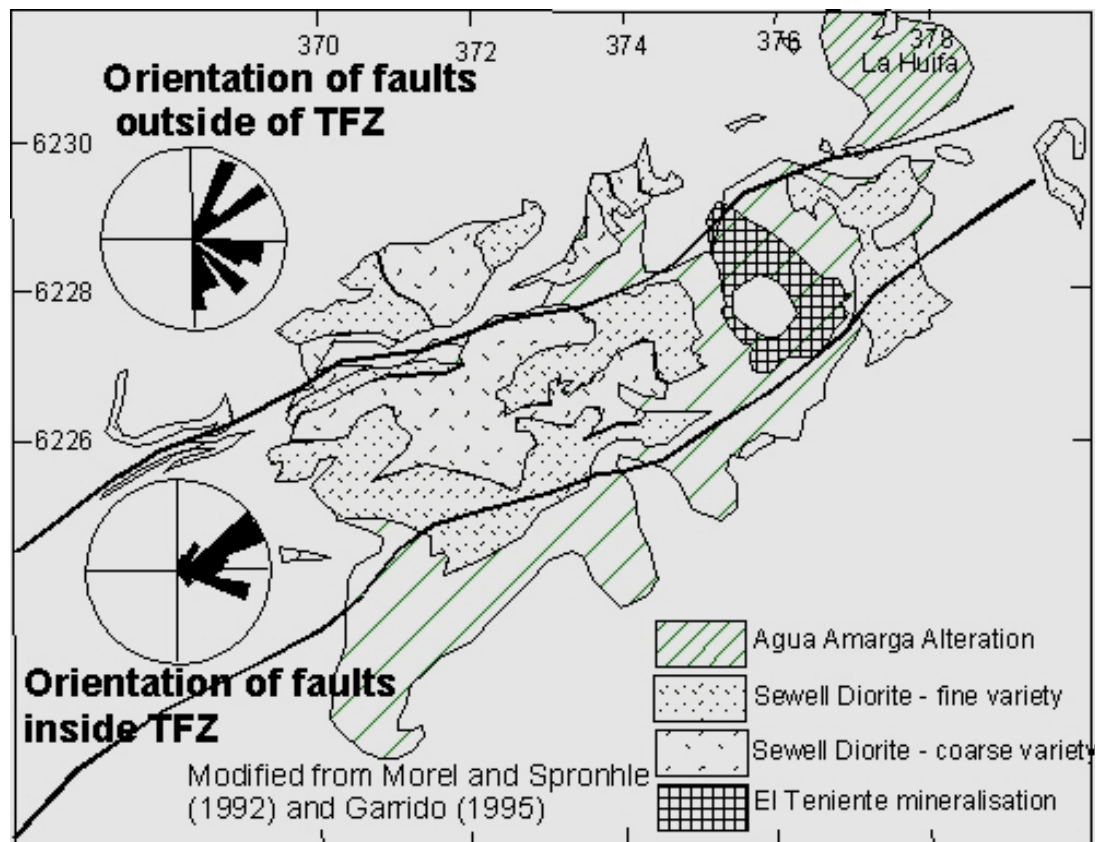 370
372
374
376
378
La Huifa
Orientation of faults
outside of TFZ
6230
6228
6226
Orientation of faults
inside TFZ
Agua Amarga Alteration
Sewell Diorite - fine variety
Sewell Diorite - coarse variety
El Teniente mineralisation
Modified from Morel and Spronhle
(1992) and Garrido (1995)